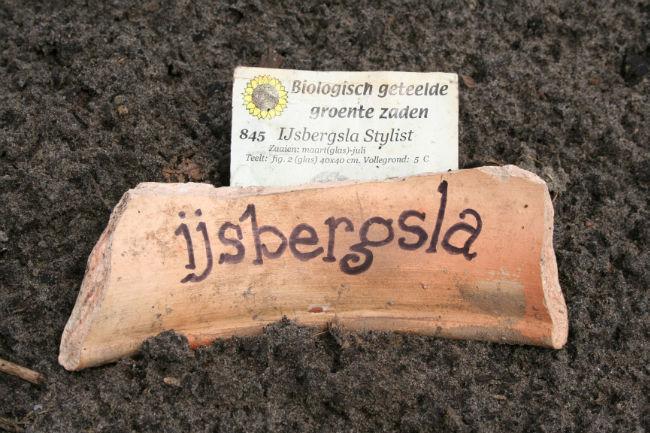 Biologisch geteelde
groente zaden
845 IJsbergsla Stylist
Zaaien: maart(glas)-juli
Teelt: fig. 2 (glas) 40x40 cm. Vollegrond: 5 C
ijsbergsla